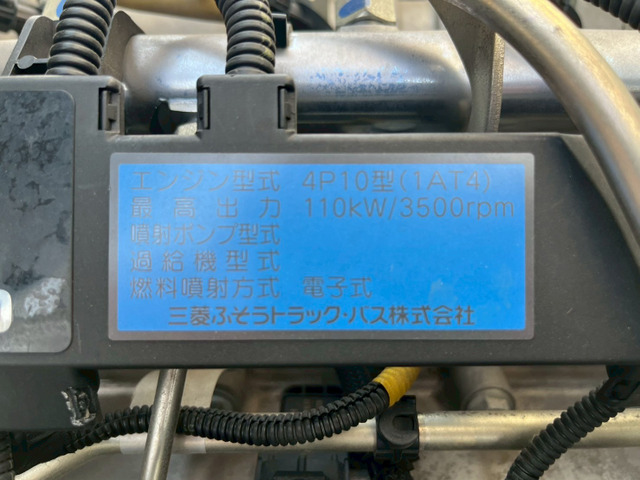 エンジン型式 4P10型(1AT4)
最高出力 110kW/3500rpm
噴射ポンプ型式
過給機型式
燃料噴射方式 電子式
三菱ふそうトラック・バス株式会社